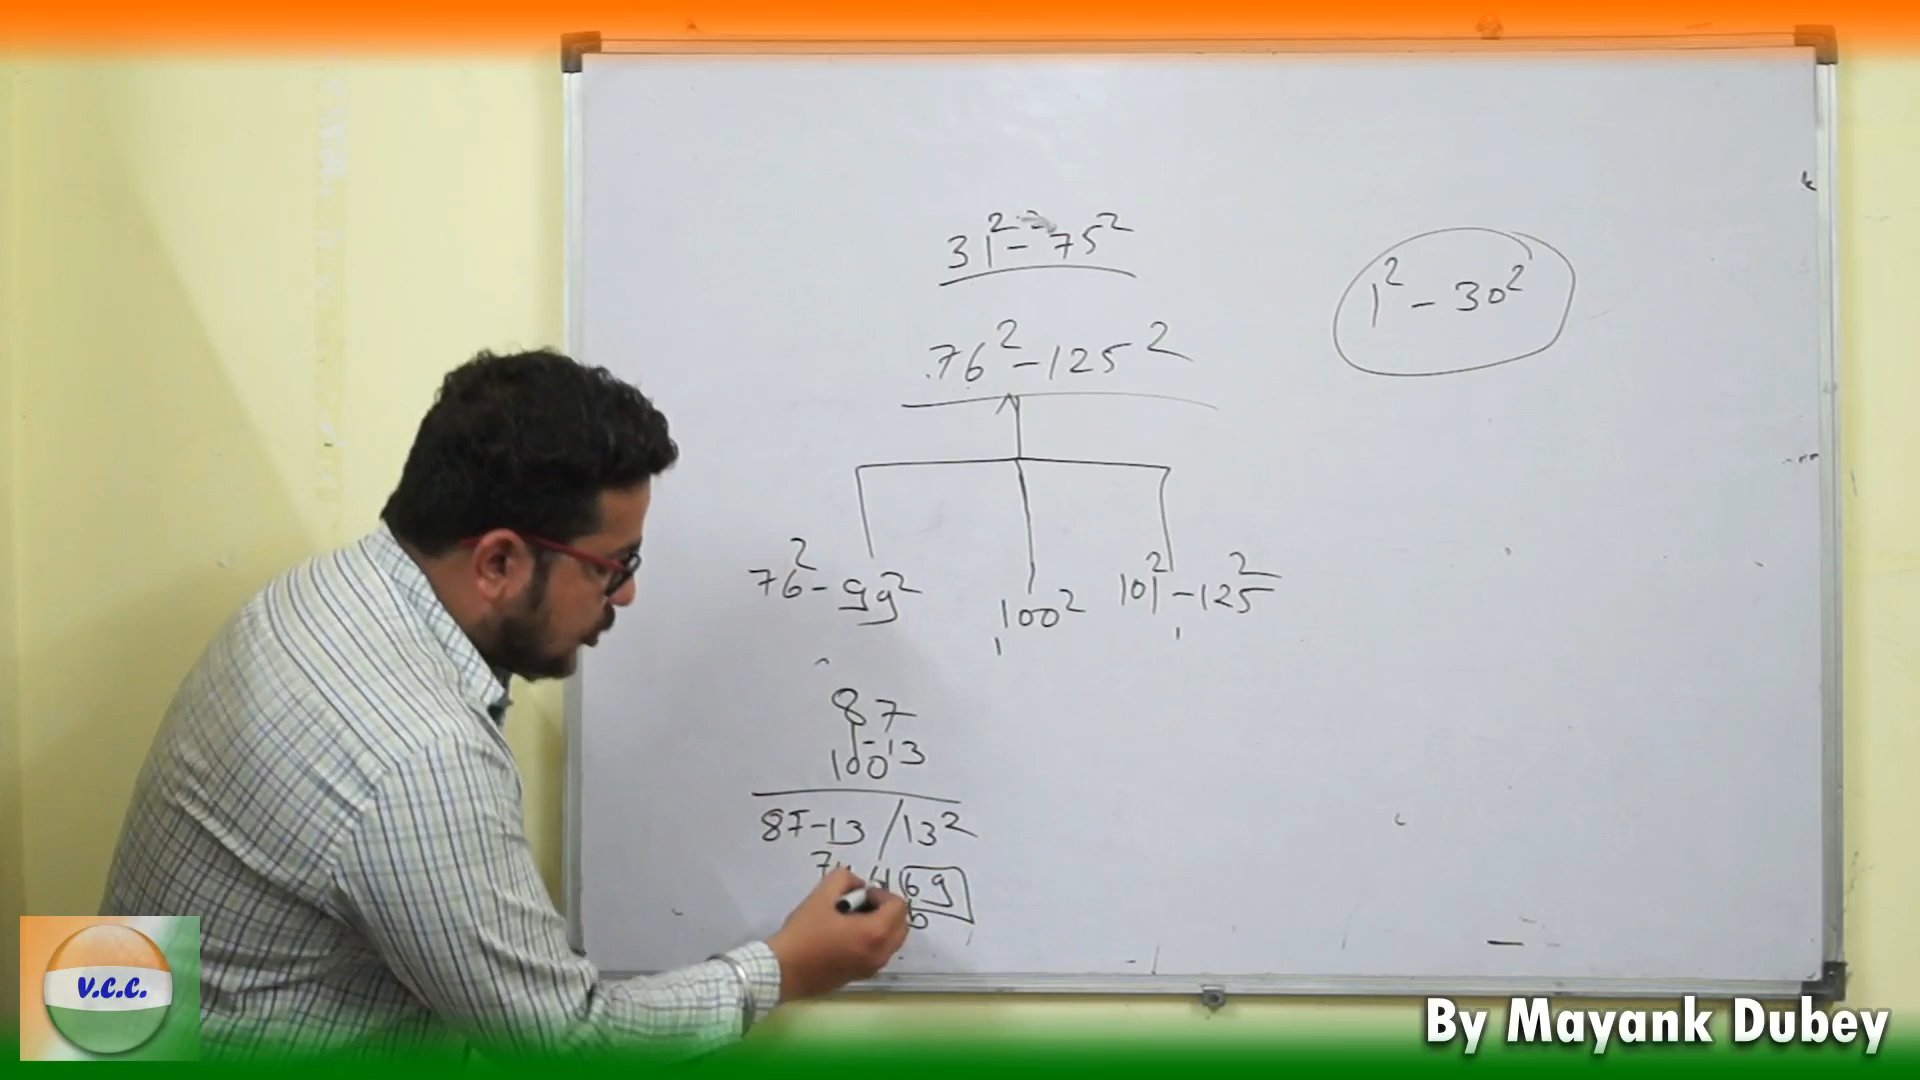 31² - 75²
1² - 30²
76² - 125²
76² - 99²
100²
101² - 125²
87
-13
100
87-13 / 13²
69
V.C.C.
By Mayank Dubey